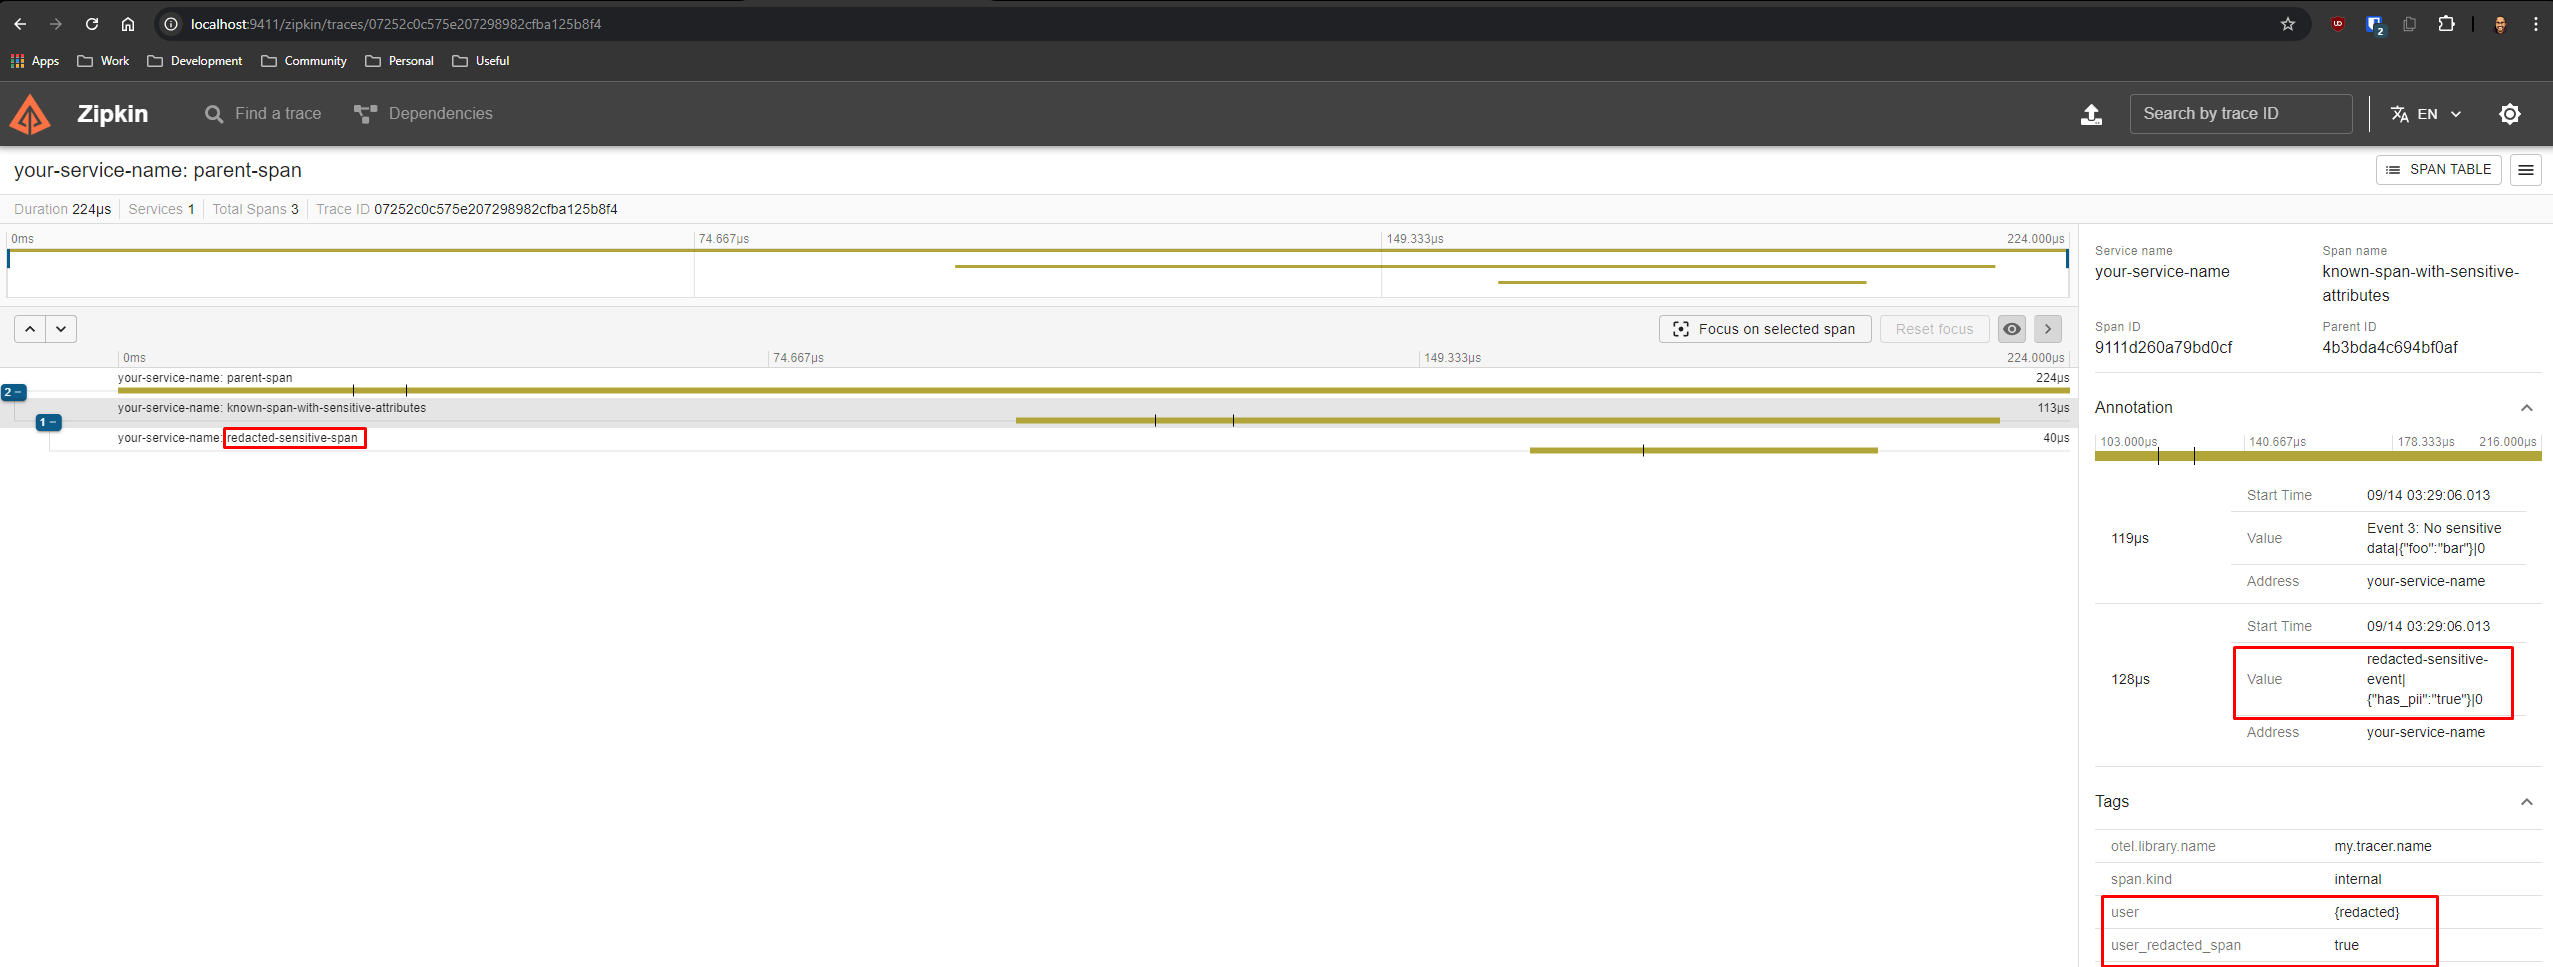 localhost:9411/zipkin/traces/07252c0c575e207298982cfba125b8f4
2
Apps Work Development Community Personal Useful
Zipkin Find a trace Dependencies Search by trace ID EN
your-service-name: parent-span SPAN TABLE
Duration 224μs Services 1 Total Spans 3 Trace ID 07252c0c575e207298982cfba125b8f4
0ms 74.667μs 149.333μs 224.000μs
Focus on selected span Reset focus
0ms 74.667μs 149.333μs 224.000μs
your-service-name: parent-span 224μs
2 −
your-service-name: known-span-with-sensitive-attributes 113μs
1 −
your-service-name: redacted-sensitive-span 40μs
Service name Span name
your-service-name known-span-with-sensitive-
attributes
Span ID Parent ID
9111d260a79bd0cf 4b3bda4c694bf0af
Annotation
103.000μs 140.667μs 178.333μs 216.000μs
Start Time 09/14 03:29:06.013
119μs Value Event 3: No sensitive
data|{"foo":"bar"}|0
Address your-service-name
Start Time 09/14 03:29:06.013
128μs Value redacted-sensitive-
event|
{"has_pii":"true"}|0
Address your-service-name
Tags
otel.library.name my.tracer.name
span.kind internal
user {redacted}
user_redacted_span true